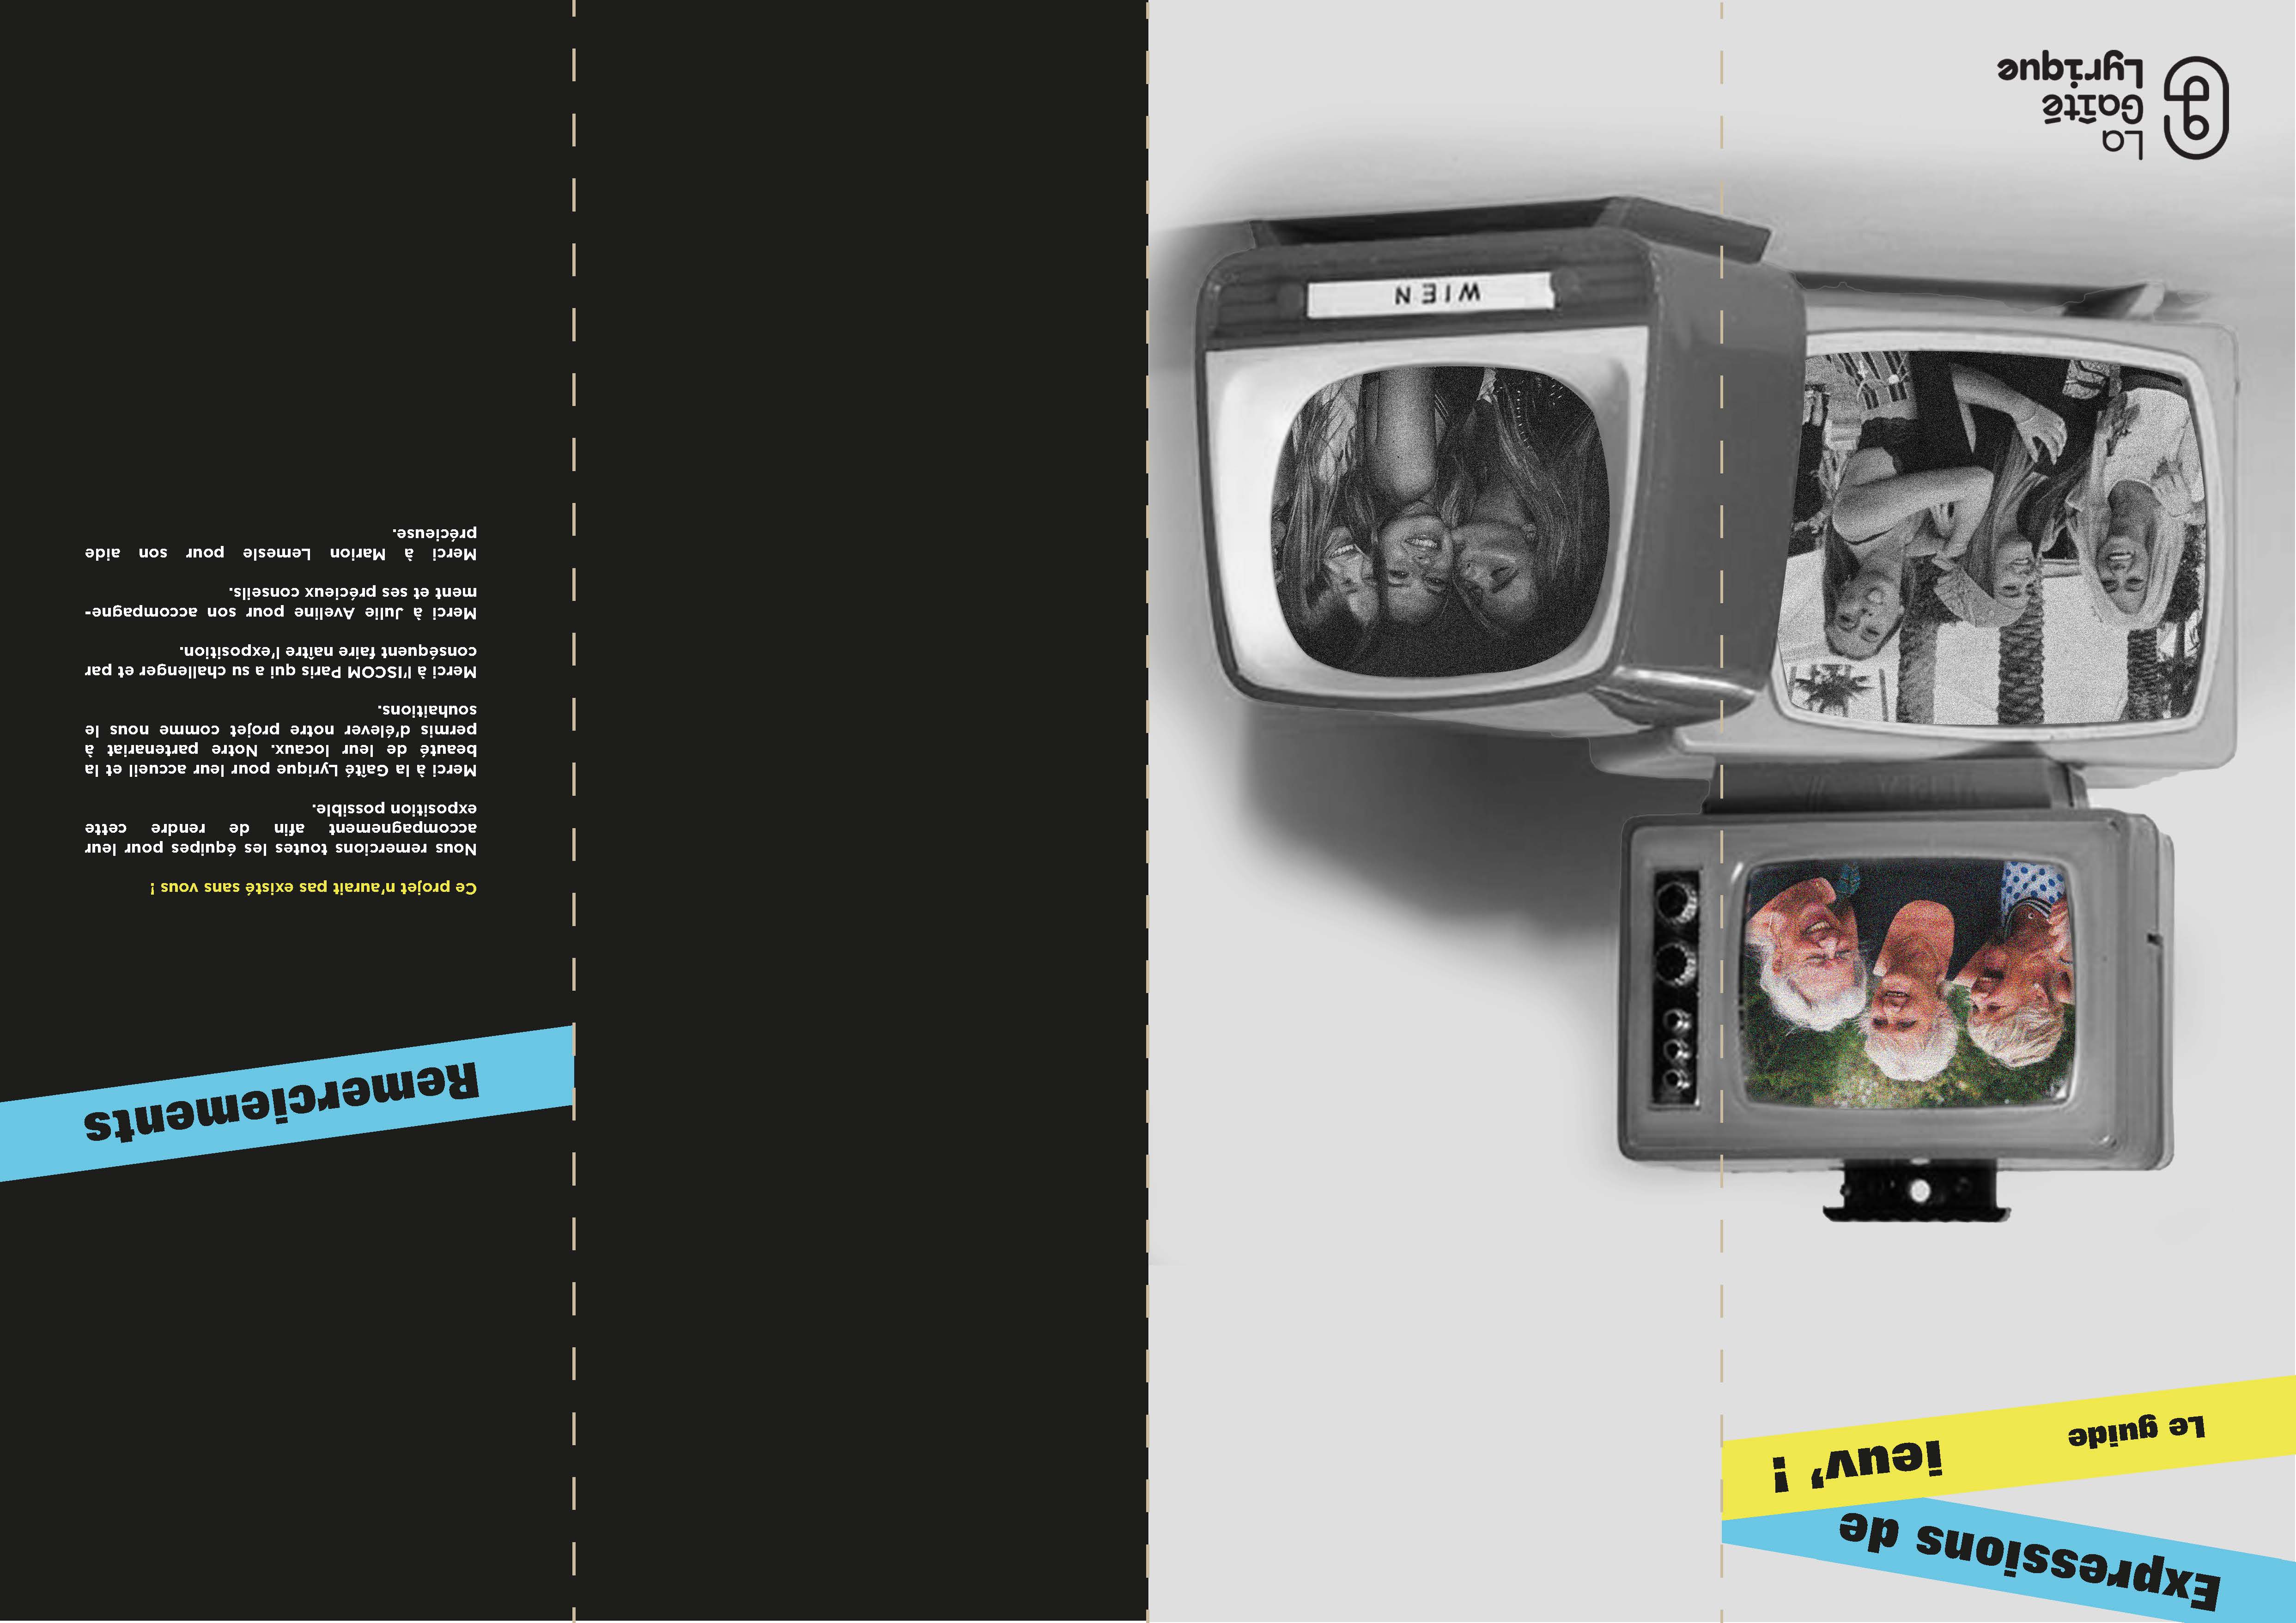 Expressions de
ieuv' !
Le guide
WIEN
La
Gaîté
Lyrique
Remerciements
Ce projet n'aurait pas existé sans vous !
Nous remercions toutes les équipes pour leur
accompagnement afin de rendre cette
exposition possible.
Merci à la Gaîté Lyrique pour leur accueil et la
beauté de leur locaux. Notre partenariat à
permis d'élever notre projet comme nous le
souhaitions.
Merci à l'ISCOM Paris qui a su challenger et par
conséquent faire naître l'exposition.
Merci à Julie Aveline pour son accompagne-
ment et ses précieux conseils.
Merci à Marion Lemesle pour son aide
précieuse.